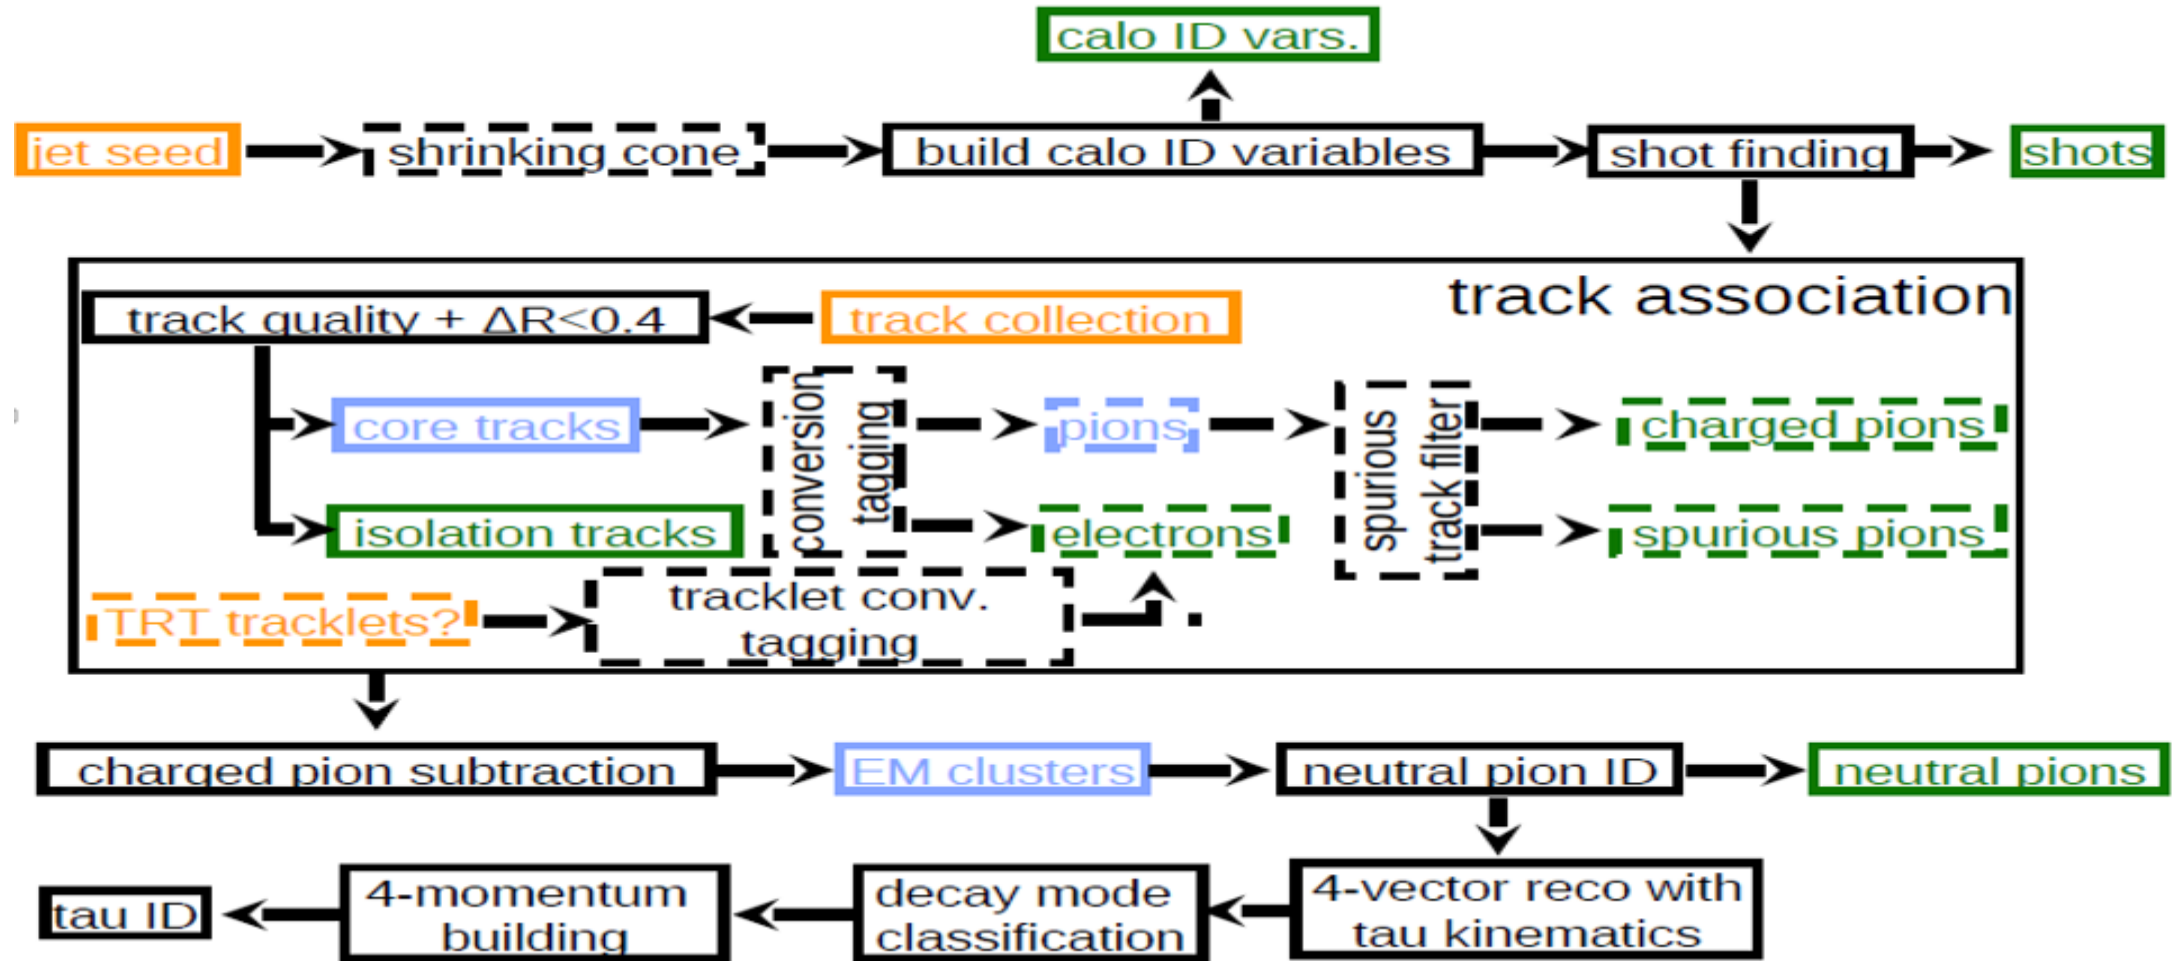 calo ID vars.
jet seed
shrinking cone
build calo ID variables
shot finding
shots
track association
track quality + ΔR<0.4
track collection
core tracks
conversion
tagging
pions
spurious
track filter
charged pions
isolation tracks
electrons
spurious pions
TRT tracklets?
tracklet conv.
tagging
charged pion subtraction
EM clusters
neutral pion ID
neutral pions
tau ID
4-momentum
building
decay mode
classification
4-vector reco with
tau kinematics